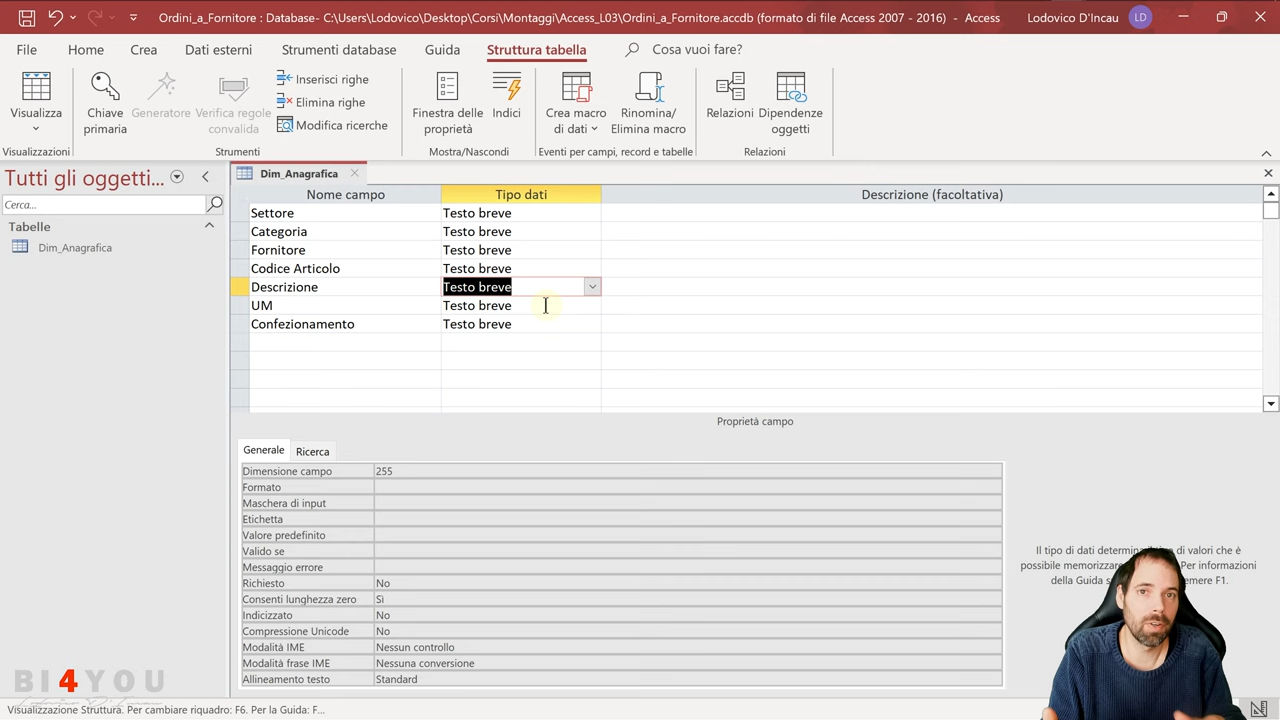 Ordini_a_Fornitore : Database- C:\Users\Lodovico\Desktop\Corsi\Montaggi\Access_L03\Ordini_a_Fornitore.accdb (formato di file Access 2007 - 2016) - Access
Lodovico D'Incau
LD
File
Home
Crea
Dati esterni
Strumenti database
Guida
Struttura tabella
Cosa vuoi fare?
Visualizza
Chiave primaria
Generatore
Verifica regole convalida
Inserisci righe
Elimina righe
Modifica ricerche
Finestra delle proprietà
Indici
Crea macro di dati
Rinomina/ Elimina macro
Relazioni
Dipendenze oggetti
Visualizzazioni
Strumenti
Mostra/Nascondi
Eventi per campi, record e tabelle
Relazioni
Tutti gli oggetti...
Cerca...
Tabelle
Dim_Anagrafica
Dim_Anagrafica
Nome campo Tipo dati Descrizione (facoltativa)
Settore Testo breve
Categoria Testo breve
Fornitore Testo breve
Codice Articolo Testo breve
Descrizione Testo breve
UM Testo breve
Confezionamento Testo breve
Proprietà campo
Generale
Ricerca
Dimensione campo 255
Formato
Maschera di input
Etichetta
Valore predefinito
Valido se
Messaggio errore
Richiesto No
Consenti lunghezza zero Sì
Indicizzato No
Compressione Unicode No
Modalità IME Nessun controllo
Modalità frase IME Nessuna conversione
Allineamento testo Standard
Il tipo di dati determina di valori che è
possibile memorizzare Per informazioni
della Guida premere F1.
BI4YOU
Lodovico D'Incau
Visualizzazione Struttura. Per cambiare riquadro: F6. Per la Guida: F...